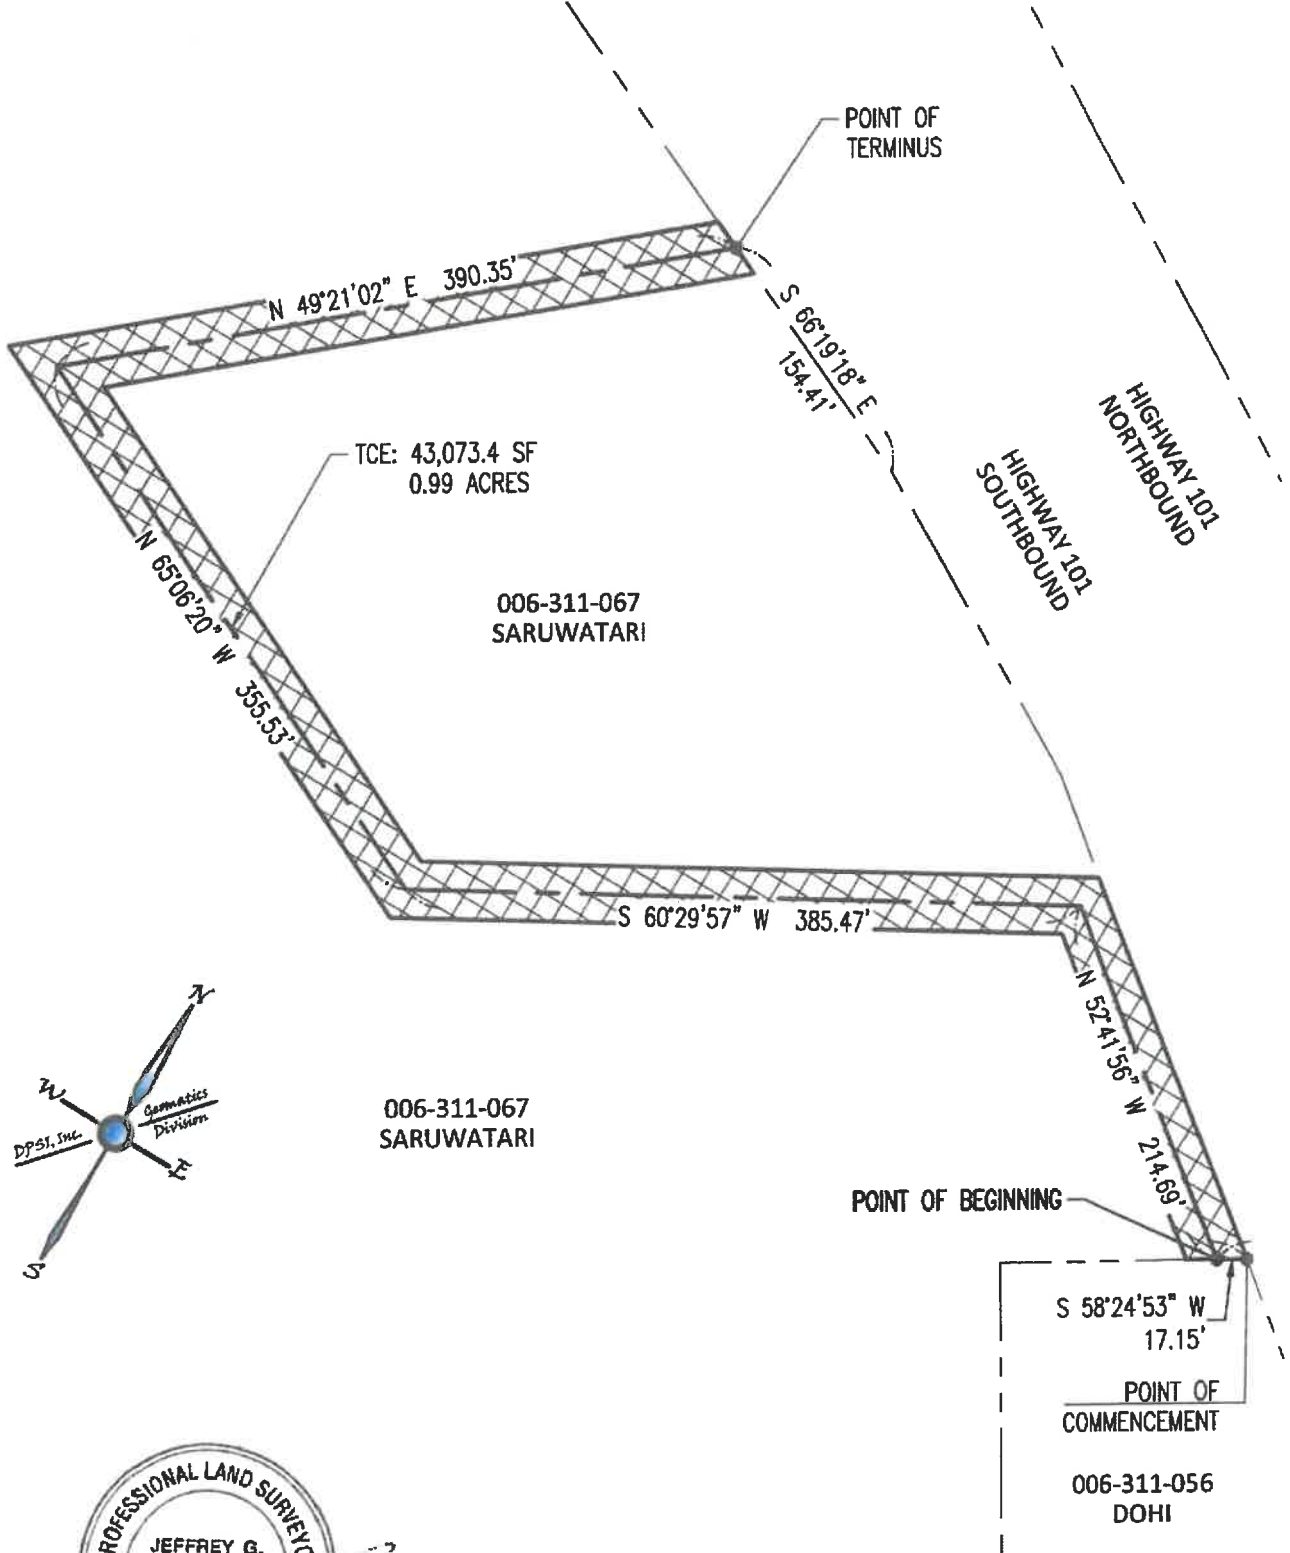 POINT OF
TERMINUS
N 49°21'02" E 390.35'
S 66°19'18" E
154.41'
HIGHWAY 101
NORTHBOUND
HIGHWAY 101
SOUTHBOUND
TCE: 43,073.4 SF
0.99 ACRES
N 65°06'20" W 355.53'
006-311-067
SARUWATARI
S 60°29'57" W 385.47'
N 52°41'56" W 214.69'
N
W
Geomatics
Division
DPSI, Inc.
E
S
006-311-067
SARUWATARI
POINT OF BEGINNING
S 58°24'53" W
17.15'
POINT OF
COMMENCEMENT
006-311-056
DOHI
PROFESSIONAL LAND SURVEYO
JEFFREY G.